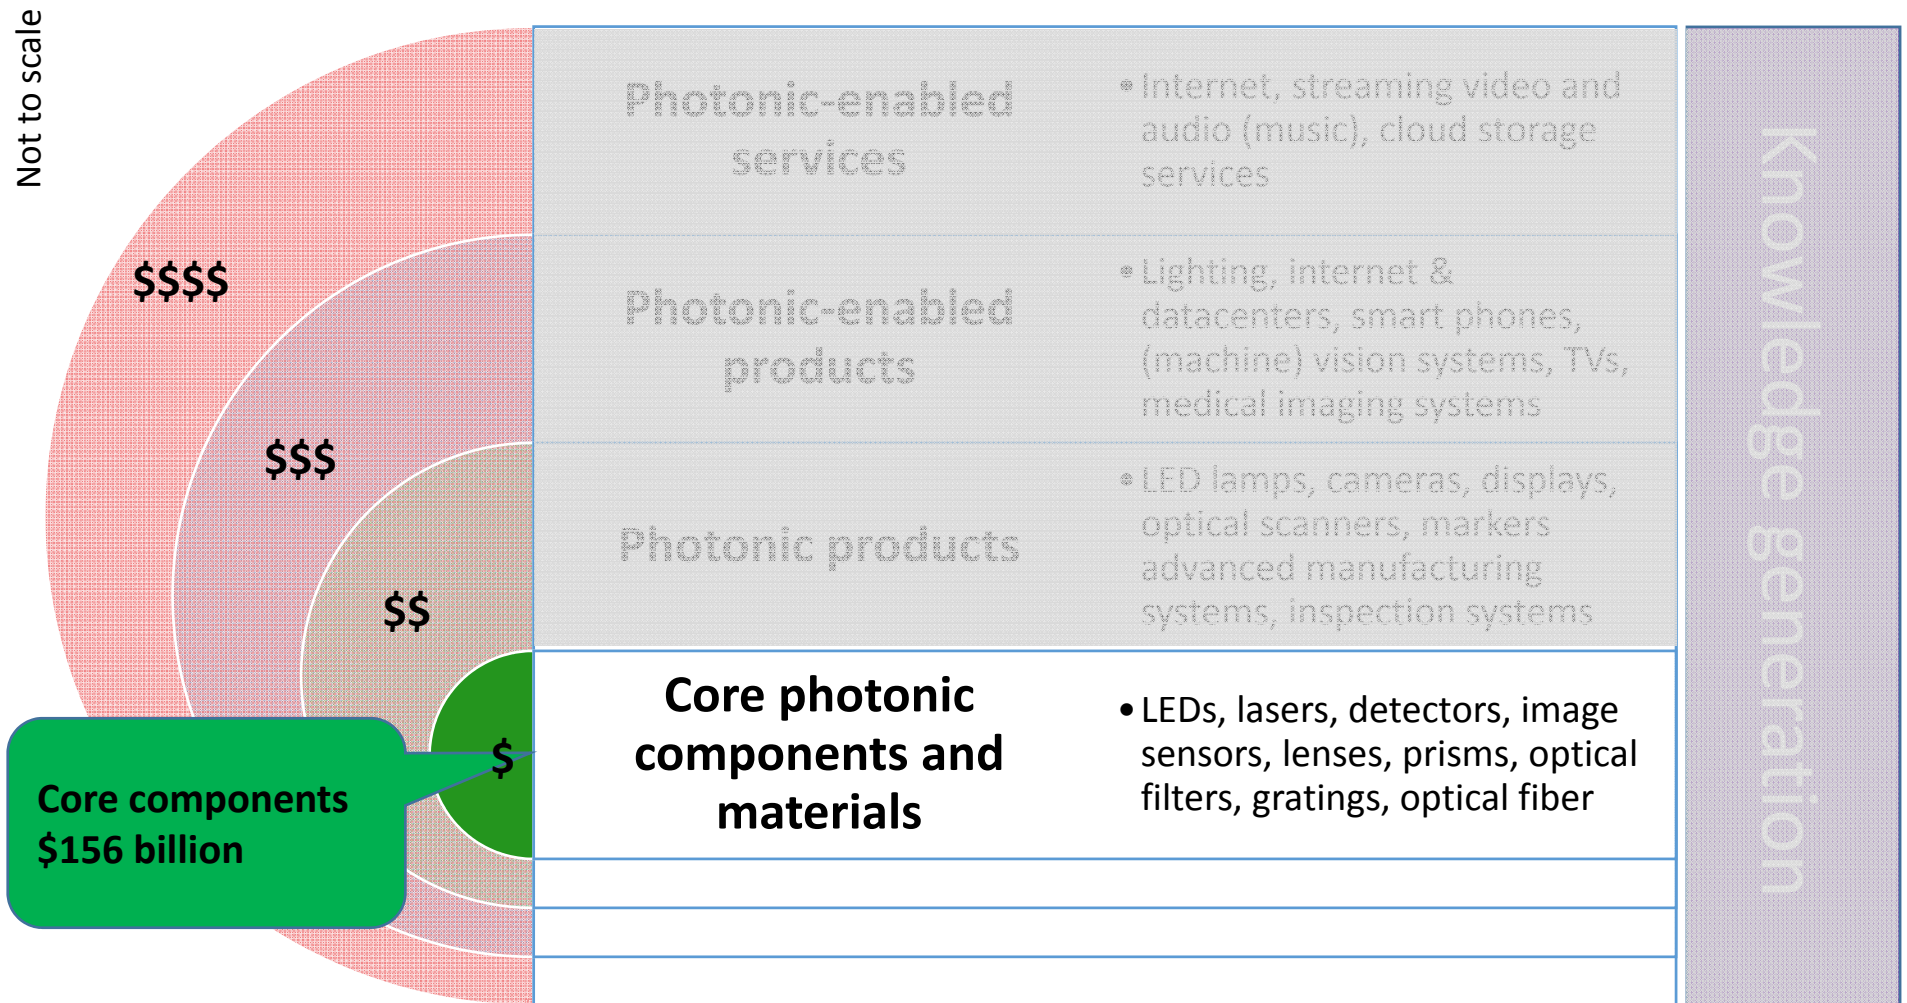 Not to scale
Photonic-enabled
services
•Internet, streaming video and
audio (music), cloud storage
services
$$$$
Photonic-enabled
products
•Lighting, internet &
datacenters, smart phones,
(machine) vision systems, TVs,
medical imaging systems
$$$
Photonic products
•LED lamps, cameras, displays,
optical scanners, markers
advanced manufacturing
systems, inspection systems
$$
Core photonic
components and
materials
•LEDs, lasers, detectors, image
sensors, lenses, prisms, optical
filters, gratings, optical fiber
$
Core components
$156 billion
Knowledge generation